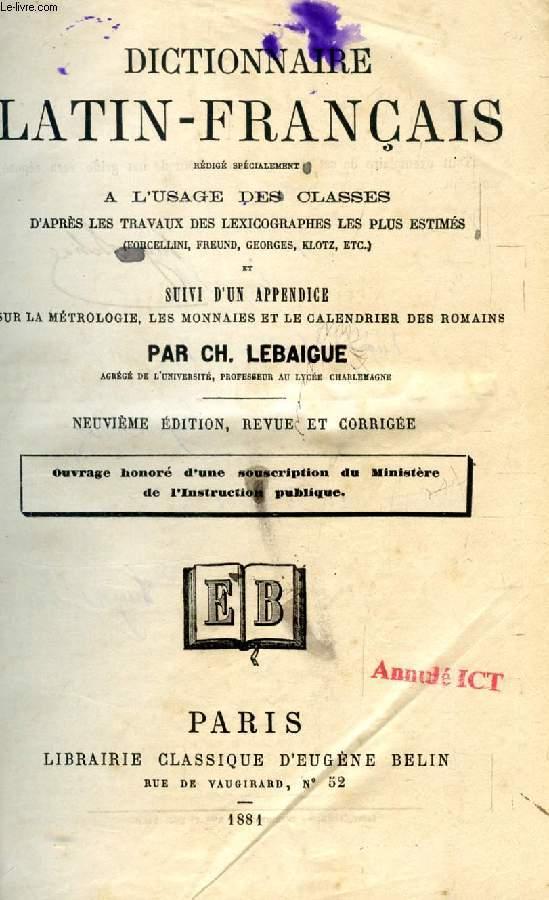 Le-livre.com
DICTIONNAIRE
LATIN-FRANÇAIS
RÉDIGÉ SPÉCIALEMENT
A L'USAGE DES CLASSES
D'APRÈS LES TRAVAUX DES LEXICOGRAPHES LES PLUS ESTIMÉS
(FORCELLINI, FREUND, GEORGES, KLOTZ, ETC.)
ET
SUIVI D'UN APPENDICE
SUR LA MÉTROLOGIE, LES MONNAIES ET LE CALENDRIER DES ROMAINS
PAR CH. LEBAIGUE
AGRÉGÉ DE L'UNIVERSITÉ, PROFESSEUR AU LYCÉE CHARLEMAGNE
NEUVIÈME ÉDITION, REVUE ET CORRIGÉE
Ouvrage honoré d'une souscription du Ministère
de l'Instruction publique.
E B
Annulé ICT
PARIS
LIBRAIRIE CLASSIQUE D'EUGÈNE BELIN
RUE DE VAUGIRARD, N° 52
1881